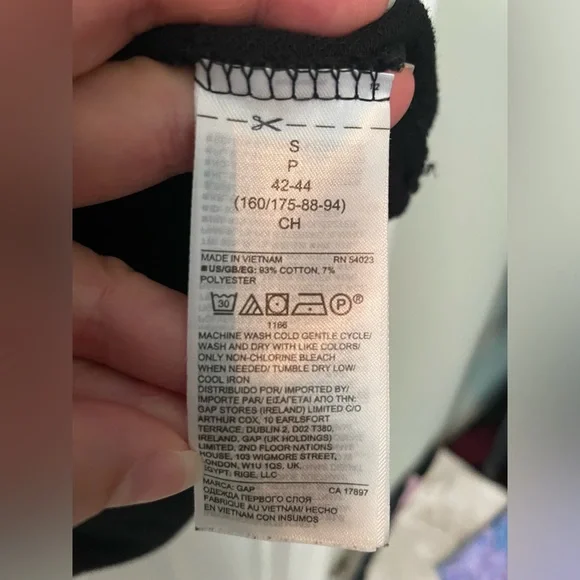 S
P
42-44
(160/175-88-94)
CH
MADE IN VIETNAM RN 54023
■US/GB/EG: 93% COTTON, 7%
POLYESTER
30 P
1166
MACHINE WASH COLD GENTLE CYCLE/
WASH AND DRY WITH LIKE COLORS/
ONLY NON-CHLORINE BLEACH
WHEN NEEDED/ TUMBLE DRY LOW/
COOL IRON
DISTRIBUIDO POR/ IMPORTED BY/
IMPORTE PAR/ ΕΙΣΑΓΕΤΑΙ ΑΠΟ ΤΗΝ:
GAP STORES (IRELAND) LIMITED C/O
ARTHUR COX, 10 EARLSFORT
TERRACE, DUBLIN 2, D02 T380,
IRELAND, GAP (UK HOLDINGS)
LIMITED, 2ND FLOOR NATIONS
HOUSE, 103 WIGMORE STREET,
LONDON, W1U 1QS, UK.
EGYPT: RIGE, LLC
MARCA: GAP CA 17897
ОДЕЖДА ПЕРВОГО СЛОЯ
FABRIQUE AU VIETNAM/ HECHO
EN VIETNAM CON INSUMOS